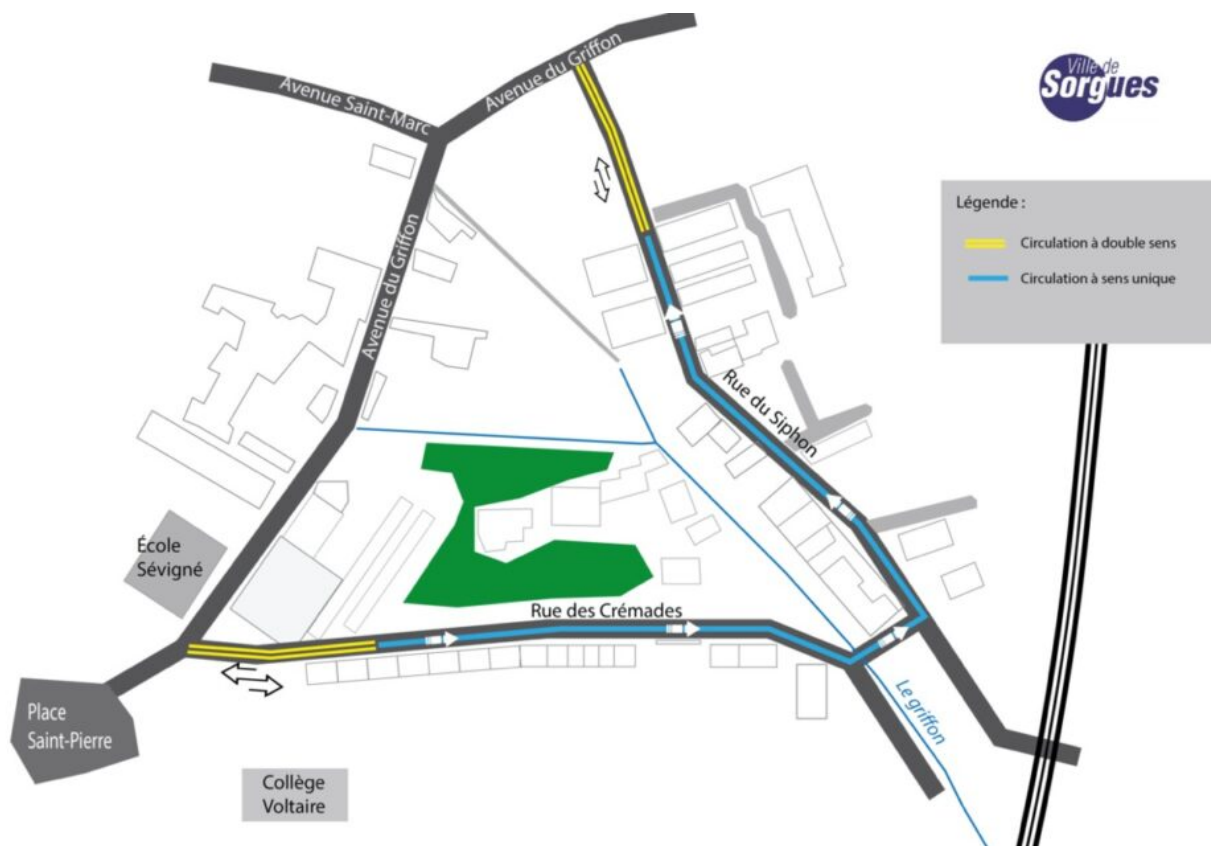 Avenue du Griffon
Avenue Saint-Marc
Ville de
Sorgues
Légende :
Circulation à double sens
Circulation à sens unique
Avenue du Griffon
Rue du Siphon
École
Sévigné
Rue des Crémades
Le griffon
Place
Saint-Pierre
Collège
Voltaire